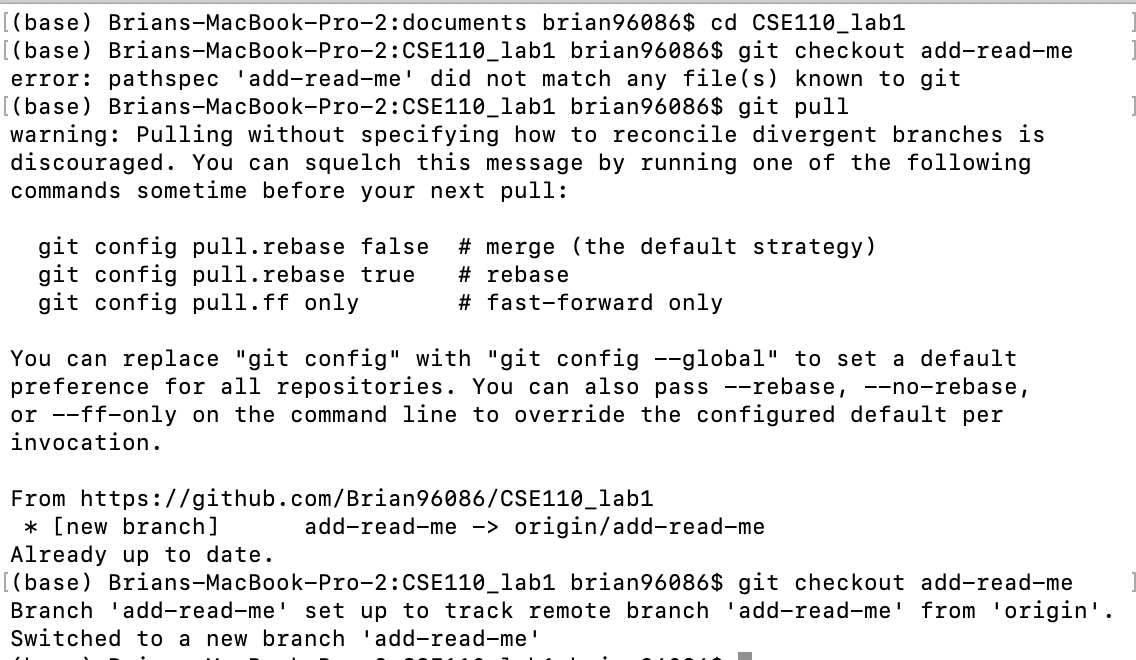 [(base) Brians-MacBook-Pro-2:documents brian96086$ cd CSE110_lab1 ]
[(base) Brians-MacBook-Pro-2:CSE110_lab1 brian96086$ git checkout add-read-me ]
error: pathspec 'add-read-me' did not match any file(s) known to git
[(base) Brians-MacBook-Pro-2:CSE110_lab1 brian96086$ git pull ]
warning: Pulling without specifying how to reconcile divergent branches is
discouraged. You can squelch this message by running one of the following
commands sometime before your next pull:

  git config pull.rebase false  # merge (the default strategy)
  git config pull.rebase true   # rebase
  git config pull.ff only       # fast-forward only

You can replace "git config" with "git config --global" to set a default
preference for all repositories. You can also pass --rebase, --no-rebase,
or --ff-only on the command line to override the configured default per
invocation.

From https://github.com/Brian96086/CSE110_lab1
 * [new branch]      add-read-me -> origin/add-read-me
Already up to date.
[(base) Brians-MacBook-Pro-2:CSE110_lab1 brian96086$ git checkout add-read-me ]
Branch 'add-read-me' set up to track remote branch 'add-read-me' from 'origin'.
Switched to a new branch 'add-read-me'